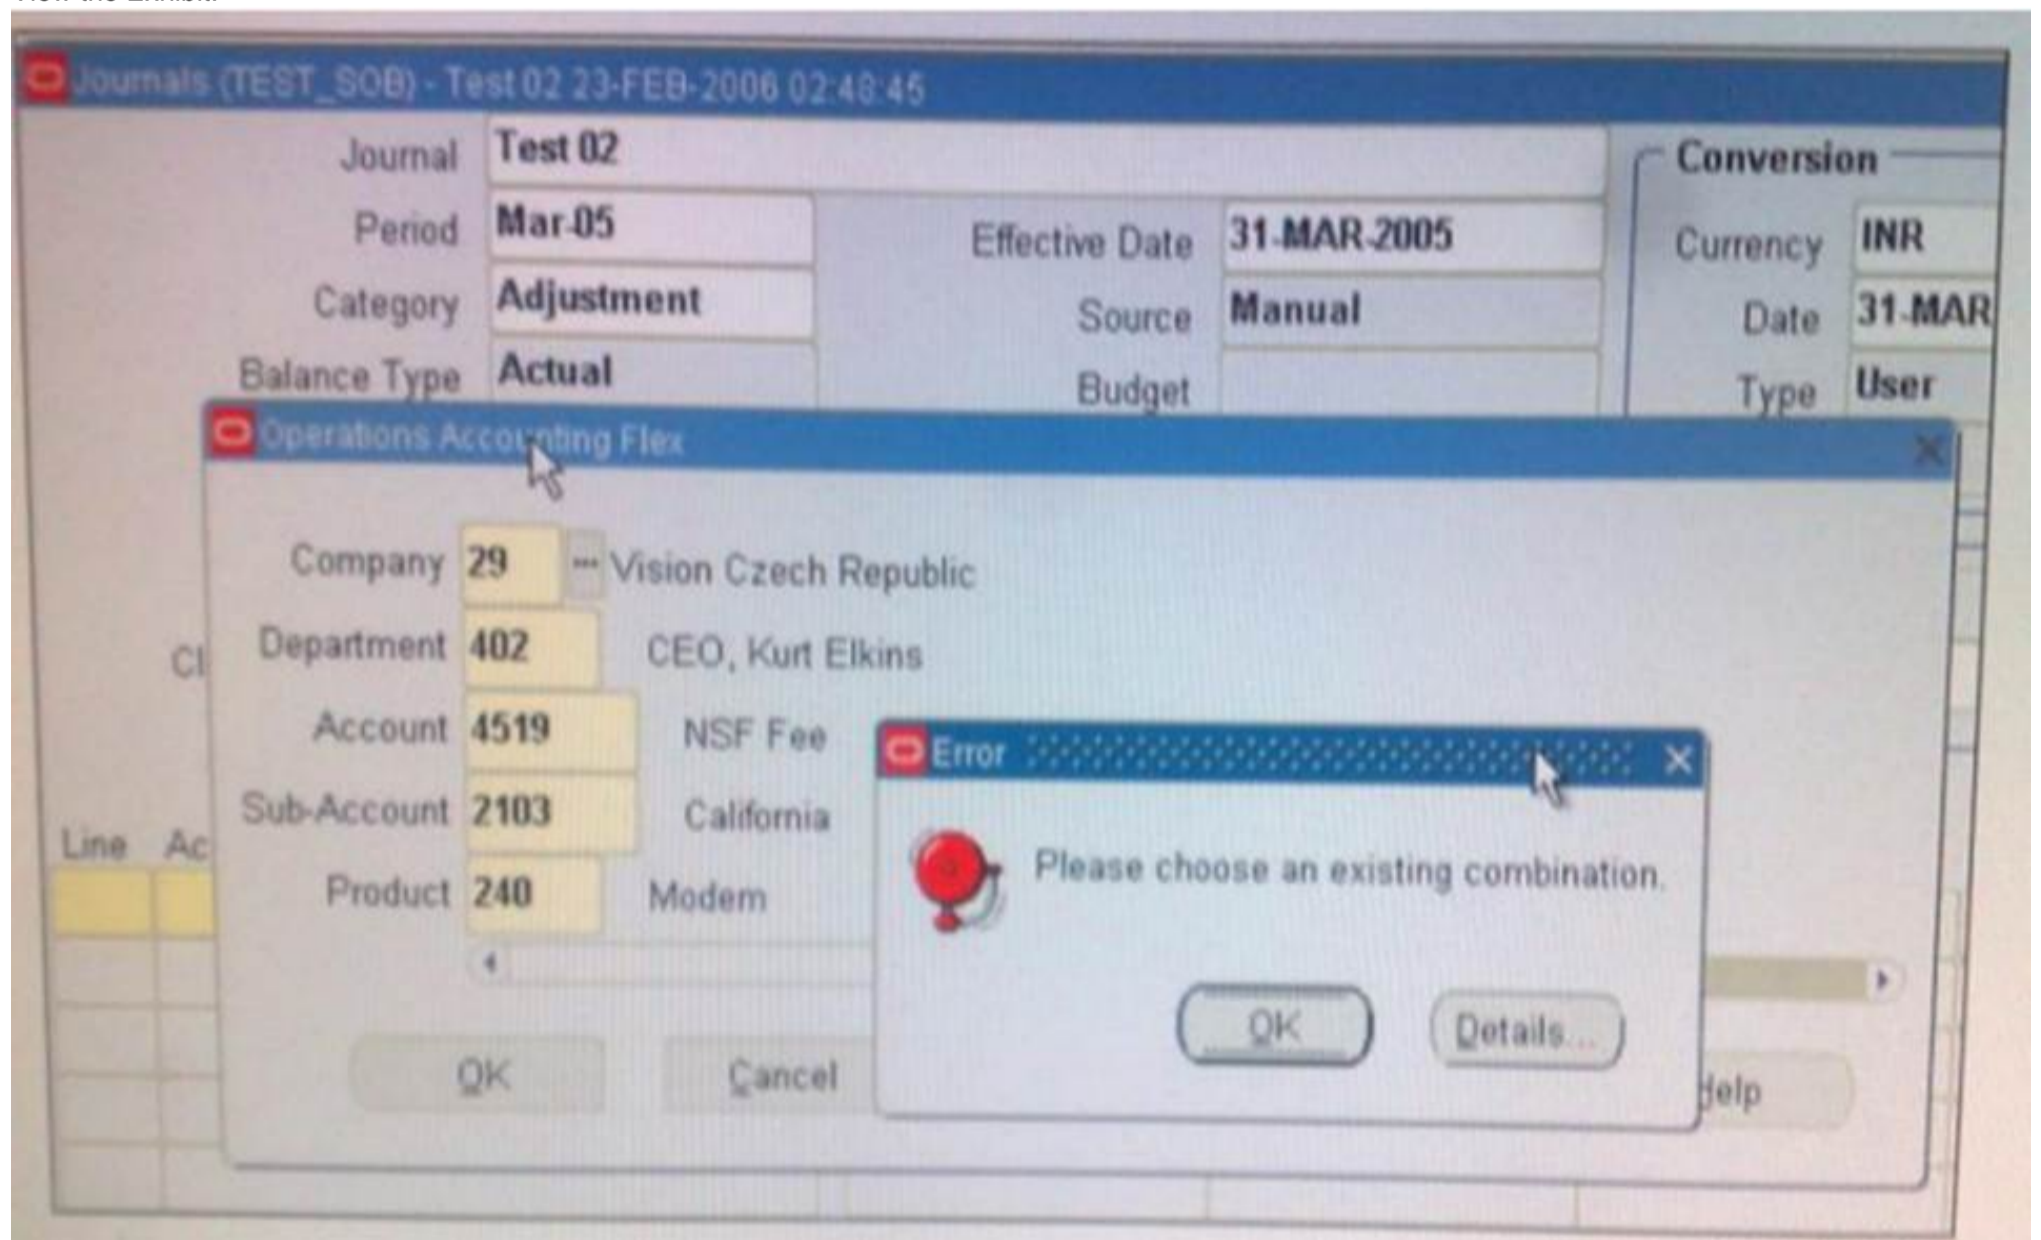 Journals (TEST_SOB) - Test 02 23-FEB-2006 02:48:45
Journal Test 02
Conversion
Period Mar-05 Effective Date 31-MAR-2005 Currency INR
Category Adjustment Source Manual Date 31-MAR
Balance Type Actual Budget Type User
Operations Accounting Flex
Company 29 ... Vision Czech Republic
Cl Department 402 CEO, Kurt Elkins
Account 4519 NSF Fee
Error
Sub-Account 2103 California
Line Ac
Please choose an existing combination.
Product 240 Modem
OK Details...
OK Cancel Help